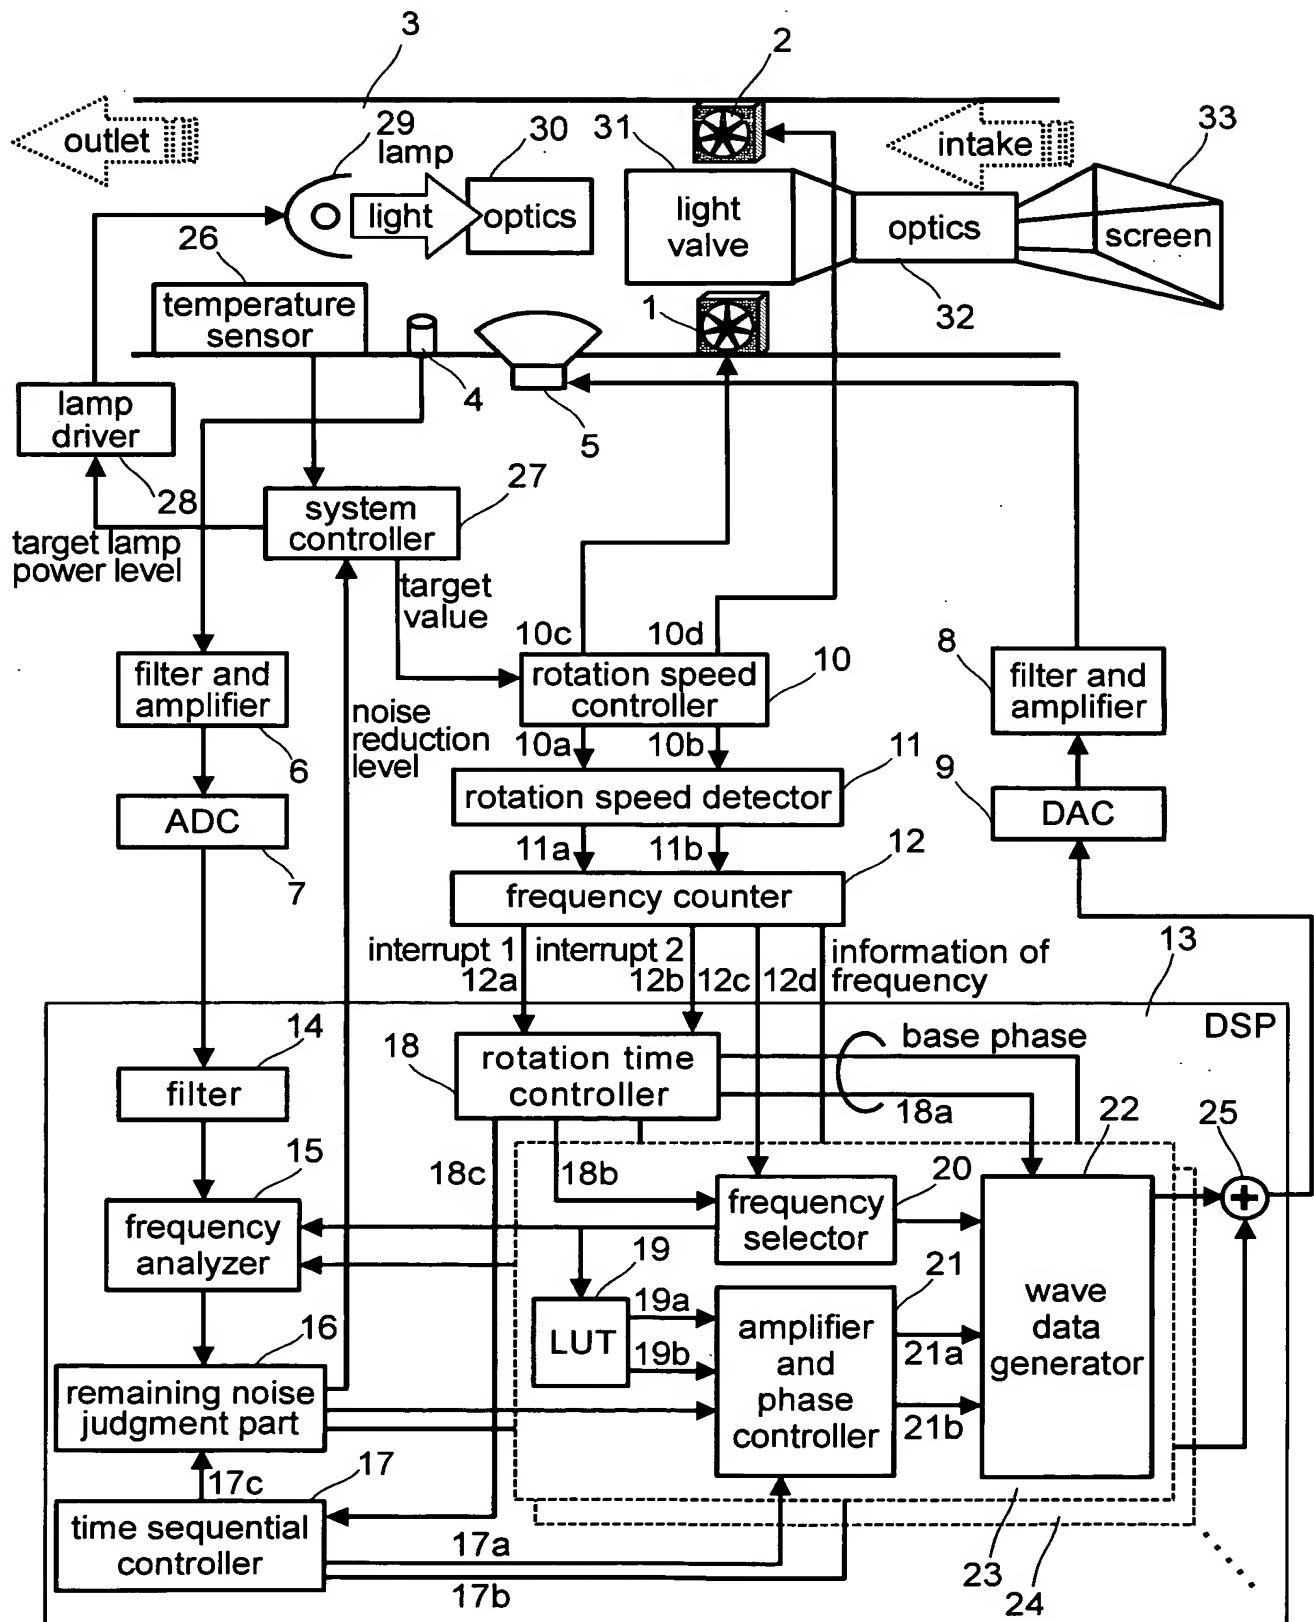 3
2
outlet
29
lamp
30
31
intake
33
light
optics
light
valve
optics
screen
26
temperature
sensor
1
32
4
5
lamp
driver
28
27
system
controller
target lamp
power level
target
value
10c
10d
10
8
filter and
amplifier
rotation speed
controller
filter and
amplifier
noise
reduction
level
6
10a
10b
11
9
ADC
rotation speed detector
DAC
7
11a
11b
12
frequency counter
interrupt 1
interrupt 2
information of
frequency
13
12a
12b
12c
12d
DSP
14
18
rotation time
controller
base phase
filter
18a
22
25
15
18c
18b
20
frequency
analyzer
frequency
selector
+
19
21
16
LUT
19a
19b
amplifier
and
phase
controller
21a
21b
wave
data
generator
remaining noise
judgment part
17c
17
time sequential
controller
17a
17b
23
24